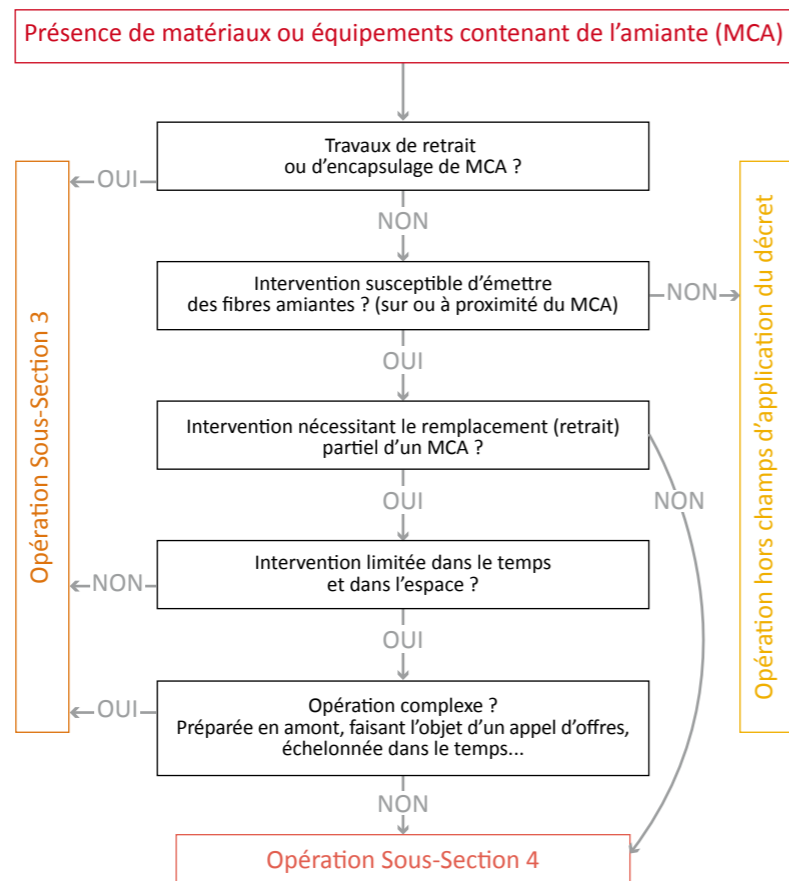 Présence de matériaux ou équipements contenant de l'amiante (MCA)
Travaux de retrait
ou d'encapsulage de MCA ?
OUI
NON
Intervention susceptible d'émettre
des fibres amiantes ? (sur ou à proximité du MCA)
NON
OUI
Intervention nécessitant le remplacement (retrait)
partiel d'un MCA ?
NON
OUI
Intervention limitée dans le temps
et dans l'espace ?
NON
OUI
Opération complexe ?
Préparée en amont, faisant l'objet d'un appel d'offres,
échelonnée dans le temps...
OUI
NON
Opération Sous-Section 4
Opération Sous-Section 3
Opération hors champs d'application du décret